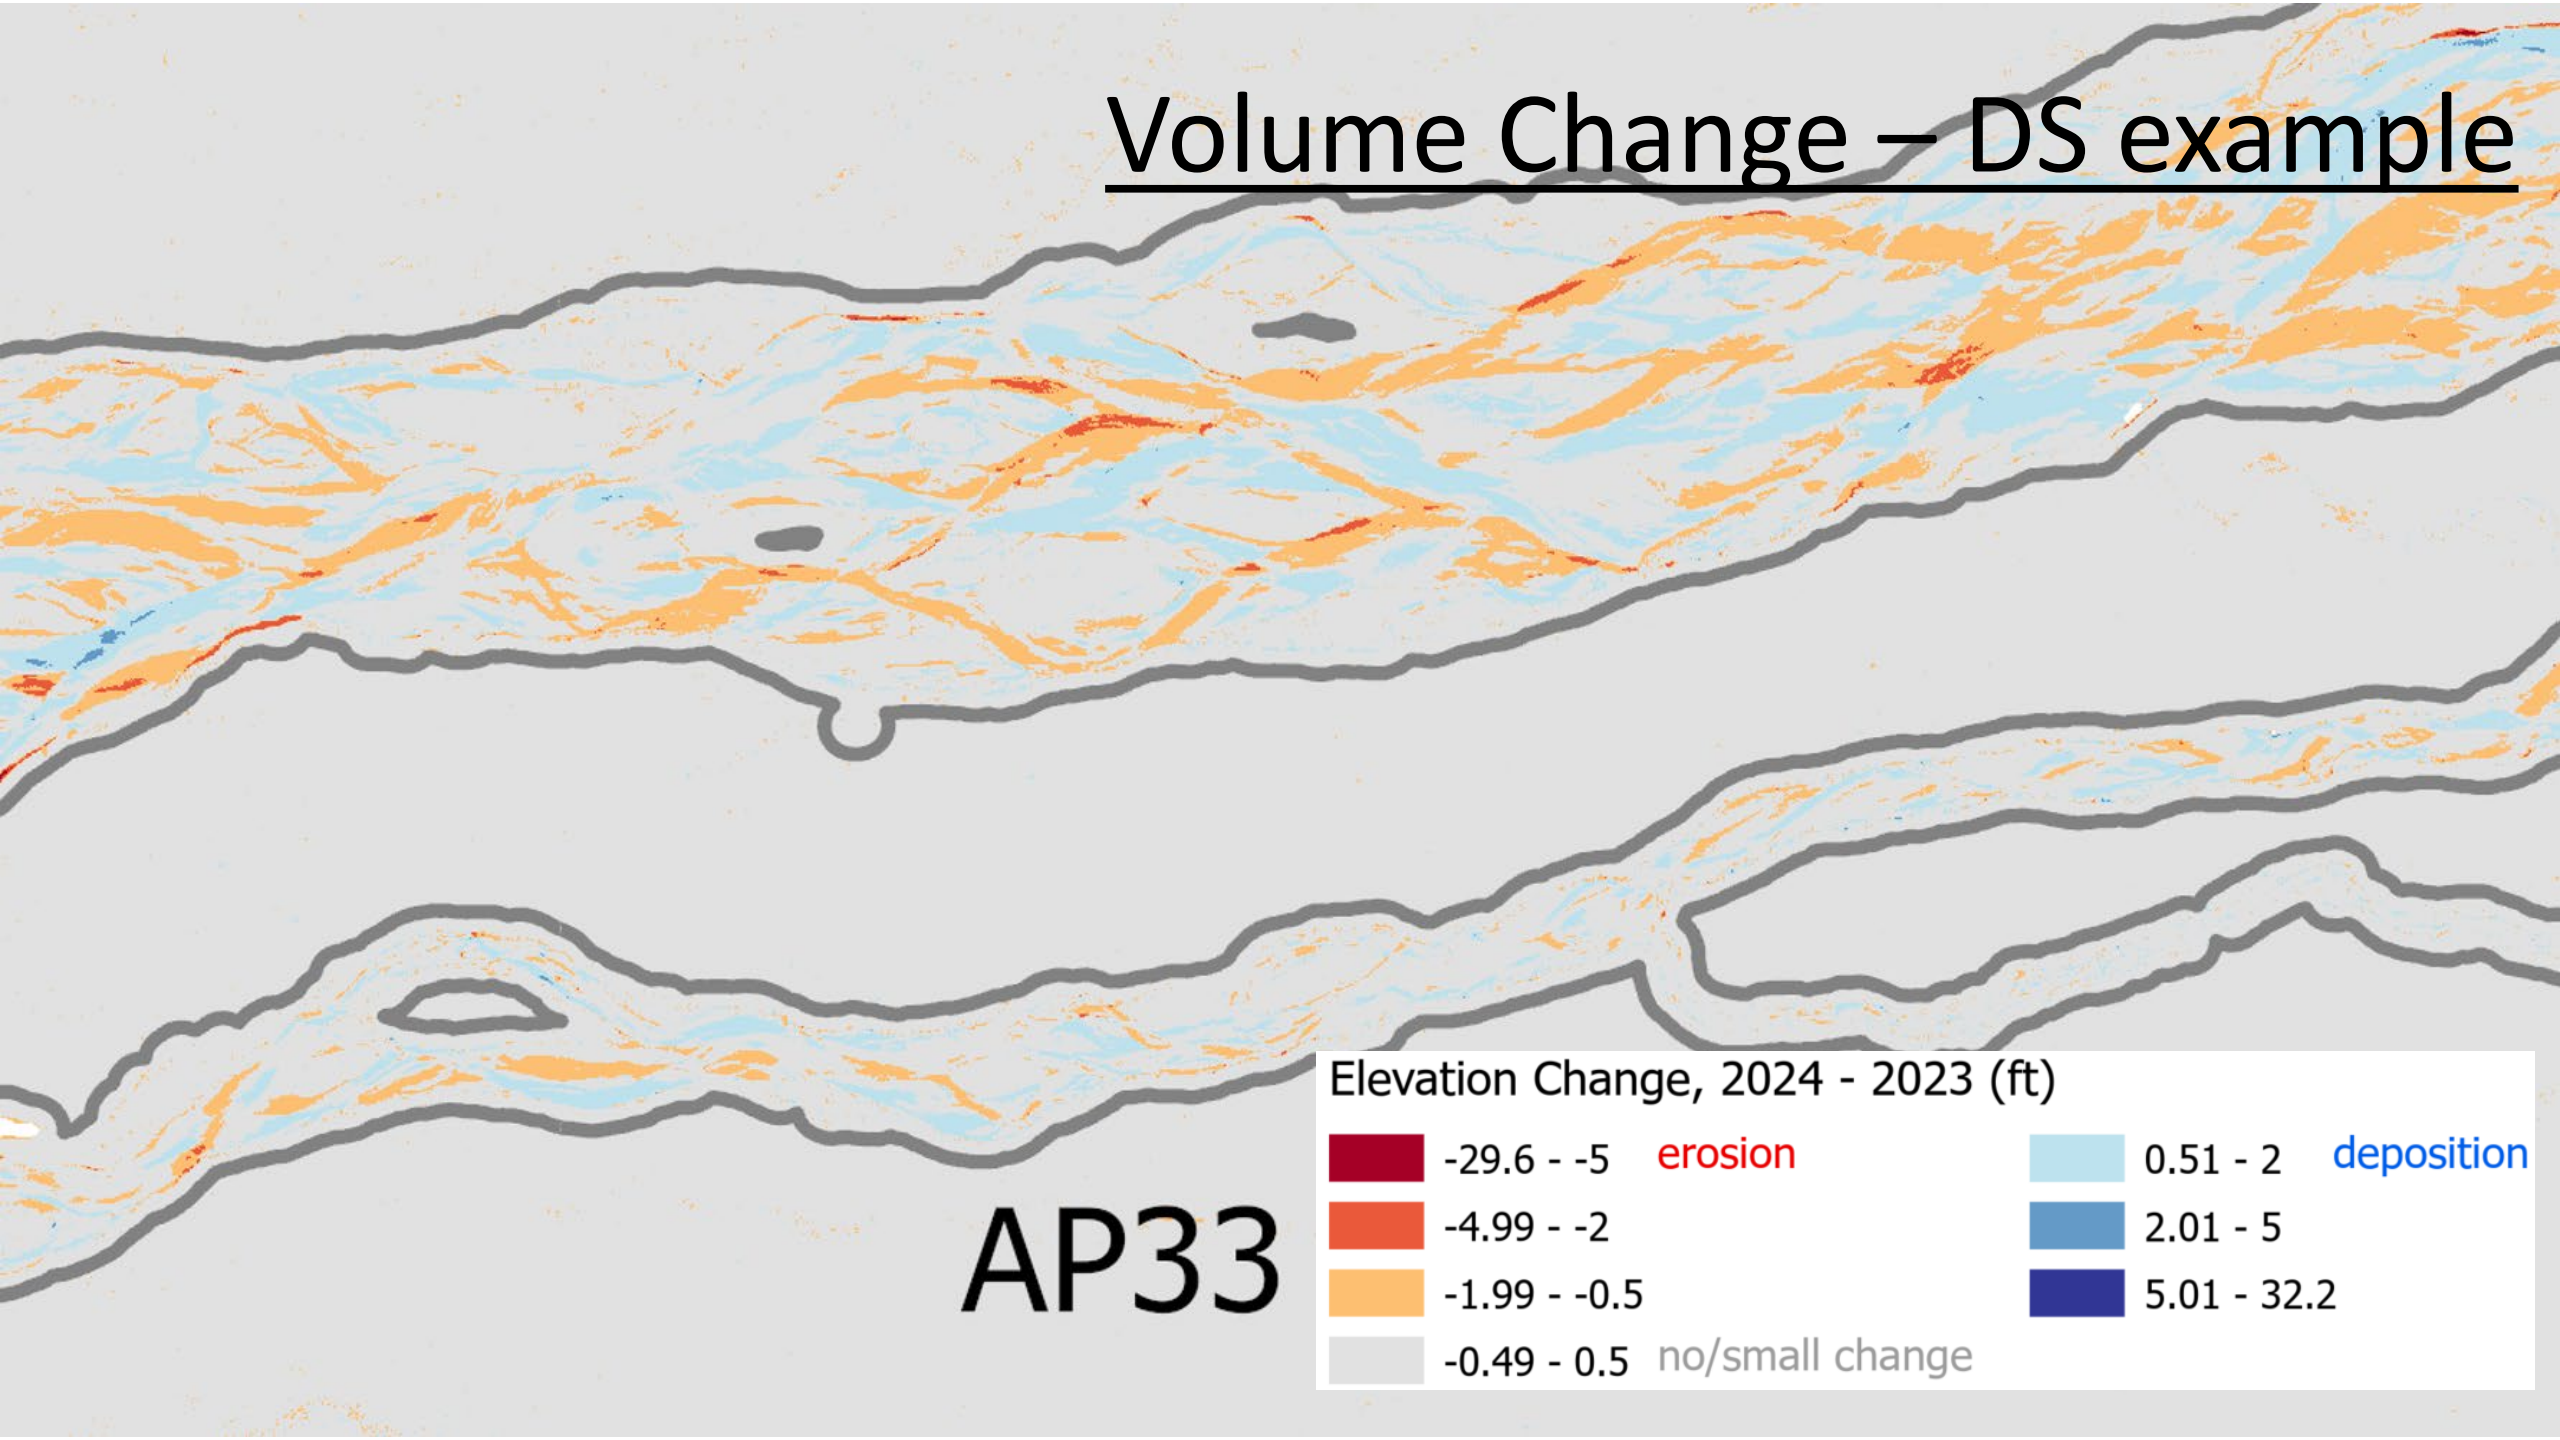 Volume Change – DS example
AP33
Elevation Change, 2024 - 2023 (ft)
-29.6 - -5 erosion
-4.99 - -2
-1.99 - -0.5
-0.49 - 0.5 no/small change
0.51 - 2 deposition
2.01 - 5
5.01 - 32.2